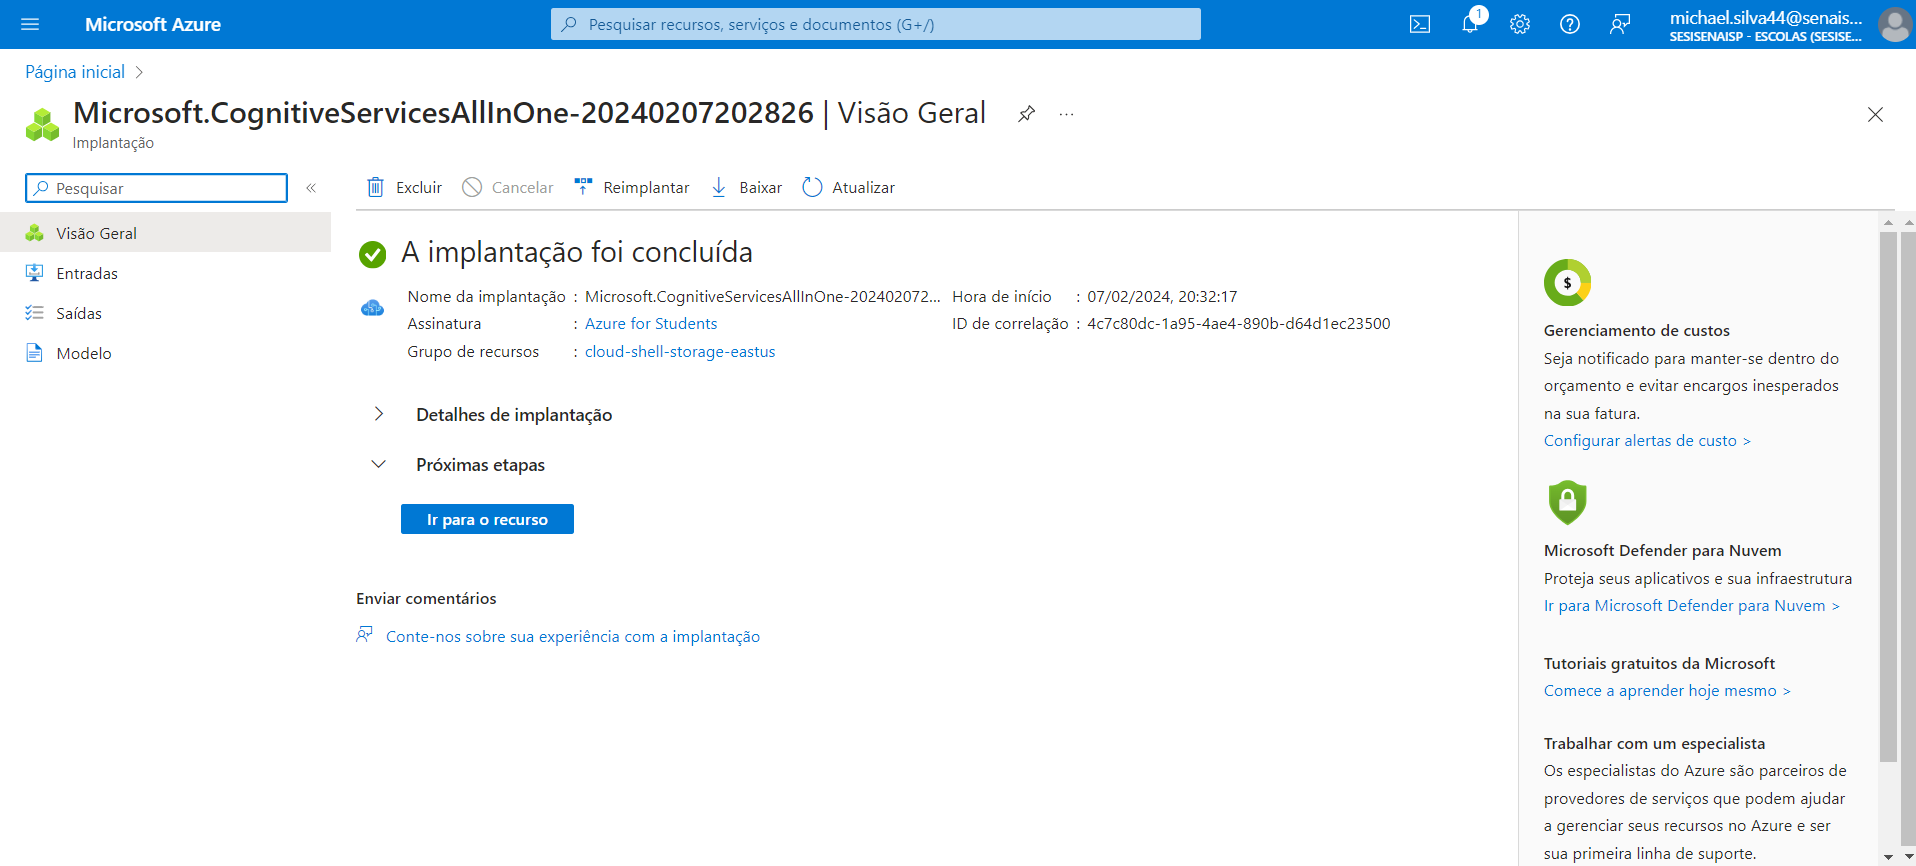 Microsoft Azure
Pesquisar recursos, serviços e documentos (G+/)
1
michael.silva44@senais...
SESISENAISP - ESCOLAS (SESISE...
Página inicial
Microsoft.CognitiveServicesAllInOne-20240207202826 | Visão Geral
Implantação
Pesquisar
Visão Geral
Entradas
Saídas
Modelo
Excluir
Cancelar
Reimplantar
Baixar
Atualizar
A implantação foi concluída
Nome da implantação : Microsoft.CognitiveServicesAllInOne-202402072...
Assinatura : Azure for Students
Grupo de recursos : cloud-shell-storage-eastus
Hora de início : 07/02/2024, 20:32:17
ID de correlação : 4c7c80dc-1a95-4ae4-890b-d64d1ec23500
Detalhes de implantação
Próximas etapas
Ir para o recurso
Enviar comentários
Conte-nos sobre sua experiência com a implantação
$
Gerenciamento de custos
Seja notificado para manter-se dentro do
orçamento e evitar encargos inesperados
na sua fatura.
Configurar alertas de custo >
Microsoft Defender para Nuvem
Proteja seus aplicativos e sua infraestrutura
Ir para Microsoft Defender para Nuvem >
Tutoriais gratuitos da Microsoft
Comece a aprender hoje mesmo >
Trabalhar com um especialista
Os especialistas do Azure são parceiros de
provedores de serviços que podem ajudar
a gerenciar seus recursos no Azure e ser
sua primeira linha de suporte.